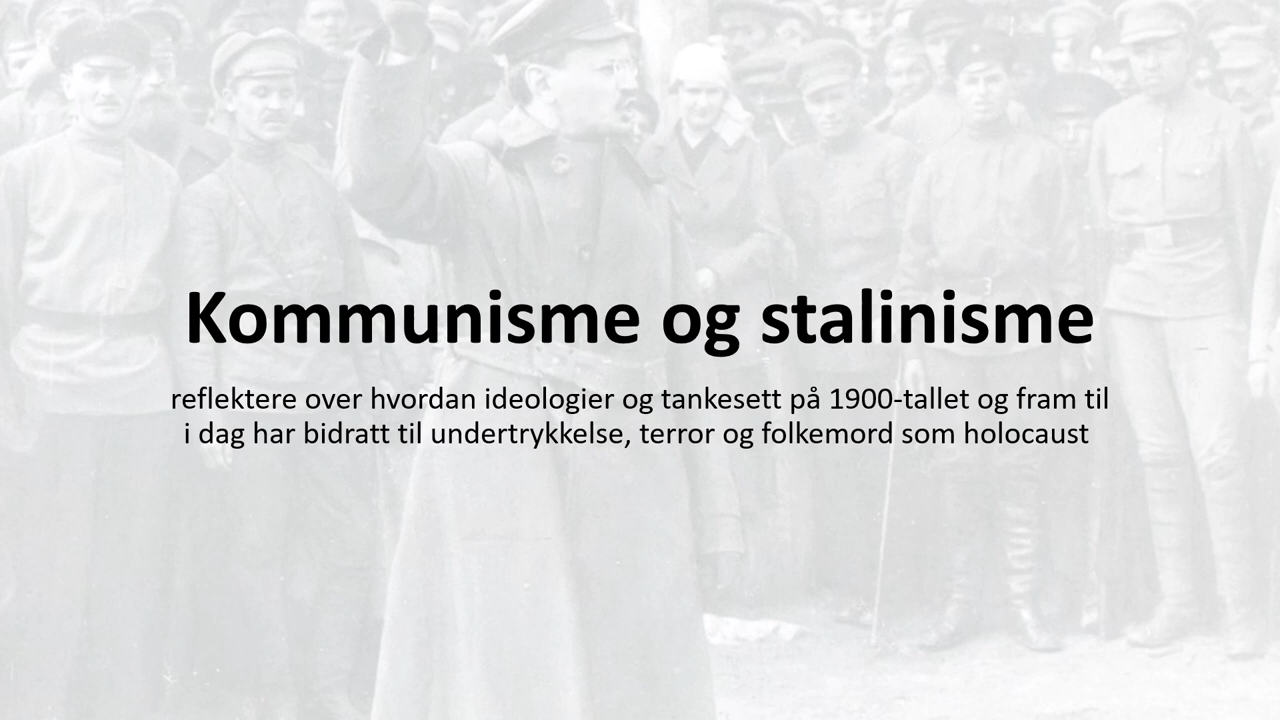 Kommunisme og stalinisme
reflektere over hvordan ideologier og tankesett på 1900-tallet og fram til
i dag har bidratt til undertrykkelse, terror og folkemord som holocaust